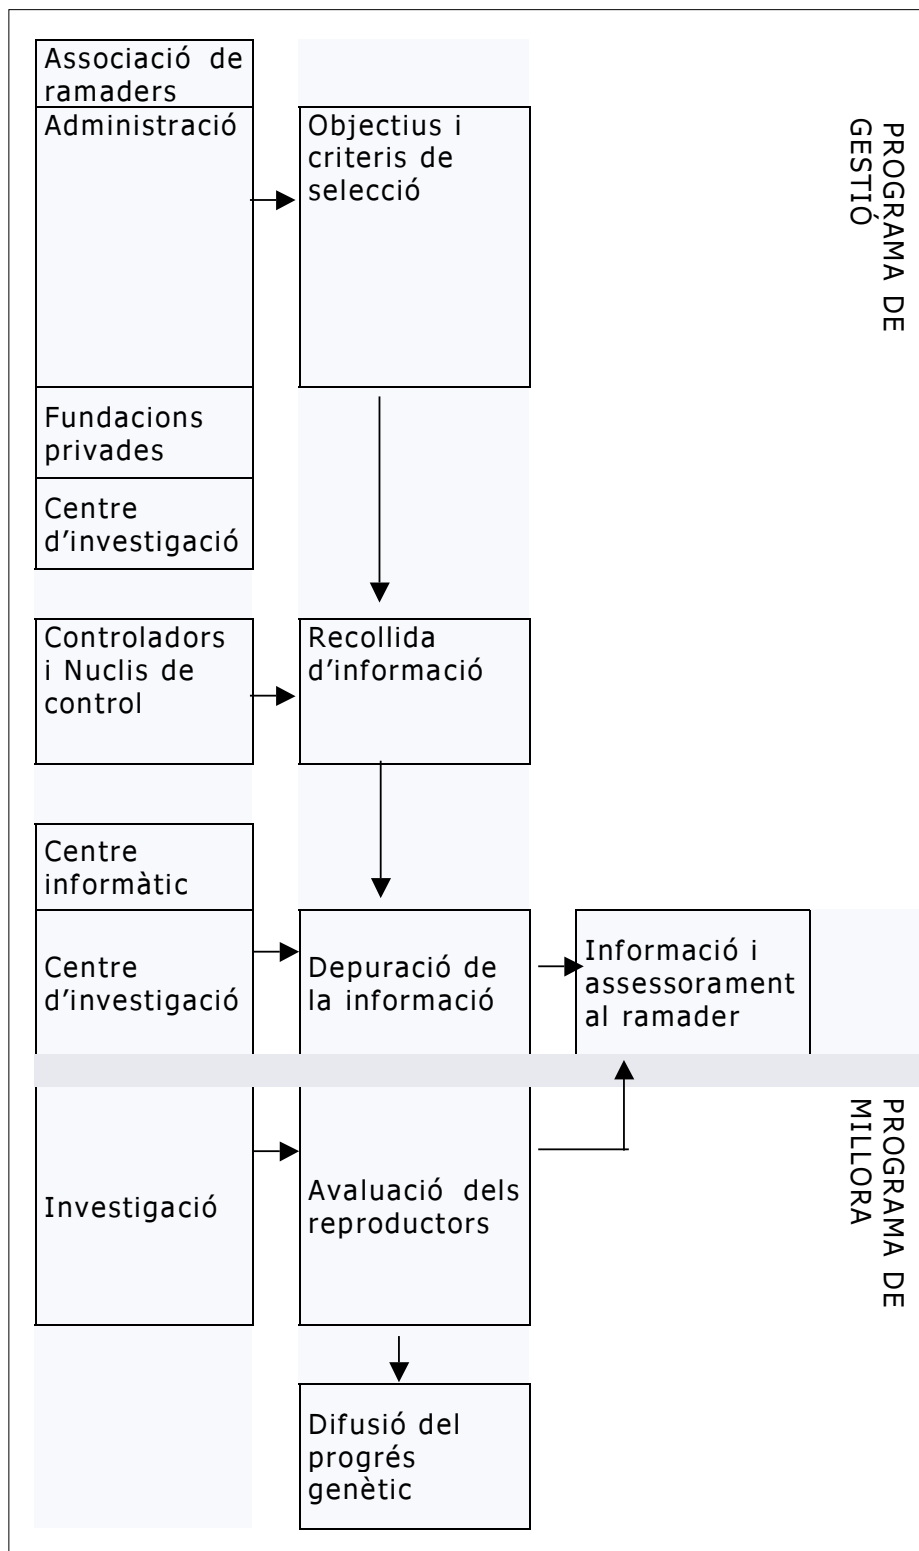 Associació de
ramaders
Administració
Objectius i
criteris de
selecció
PROGRAMA DE
GESTIÓ
Fundacions
privades
Centre
d’investigació
Controladors
i Nuclis de
control
Recollida
d’informació
Centre
informàtic
Centre
d’investigació
Depuració de
la informació
Informació i
assessorament
al ramader
PROGRAMA DE
MILLORA
Investigació
Avaluació dels
reproductors
Difusió del
progrés
genètic